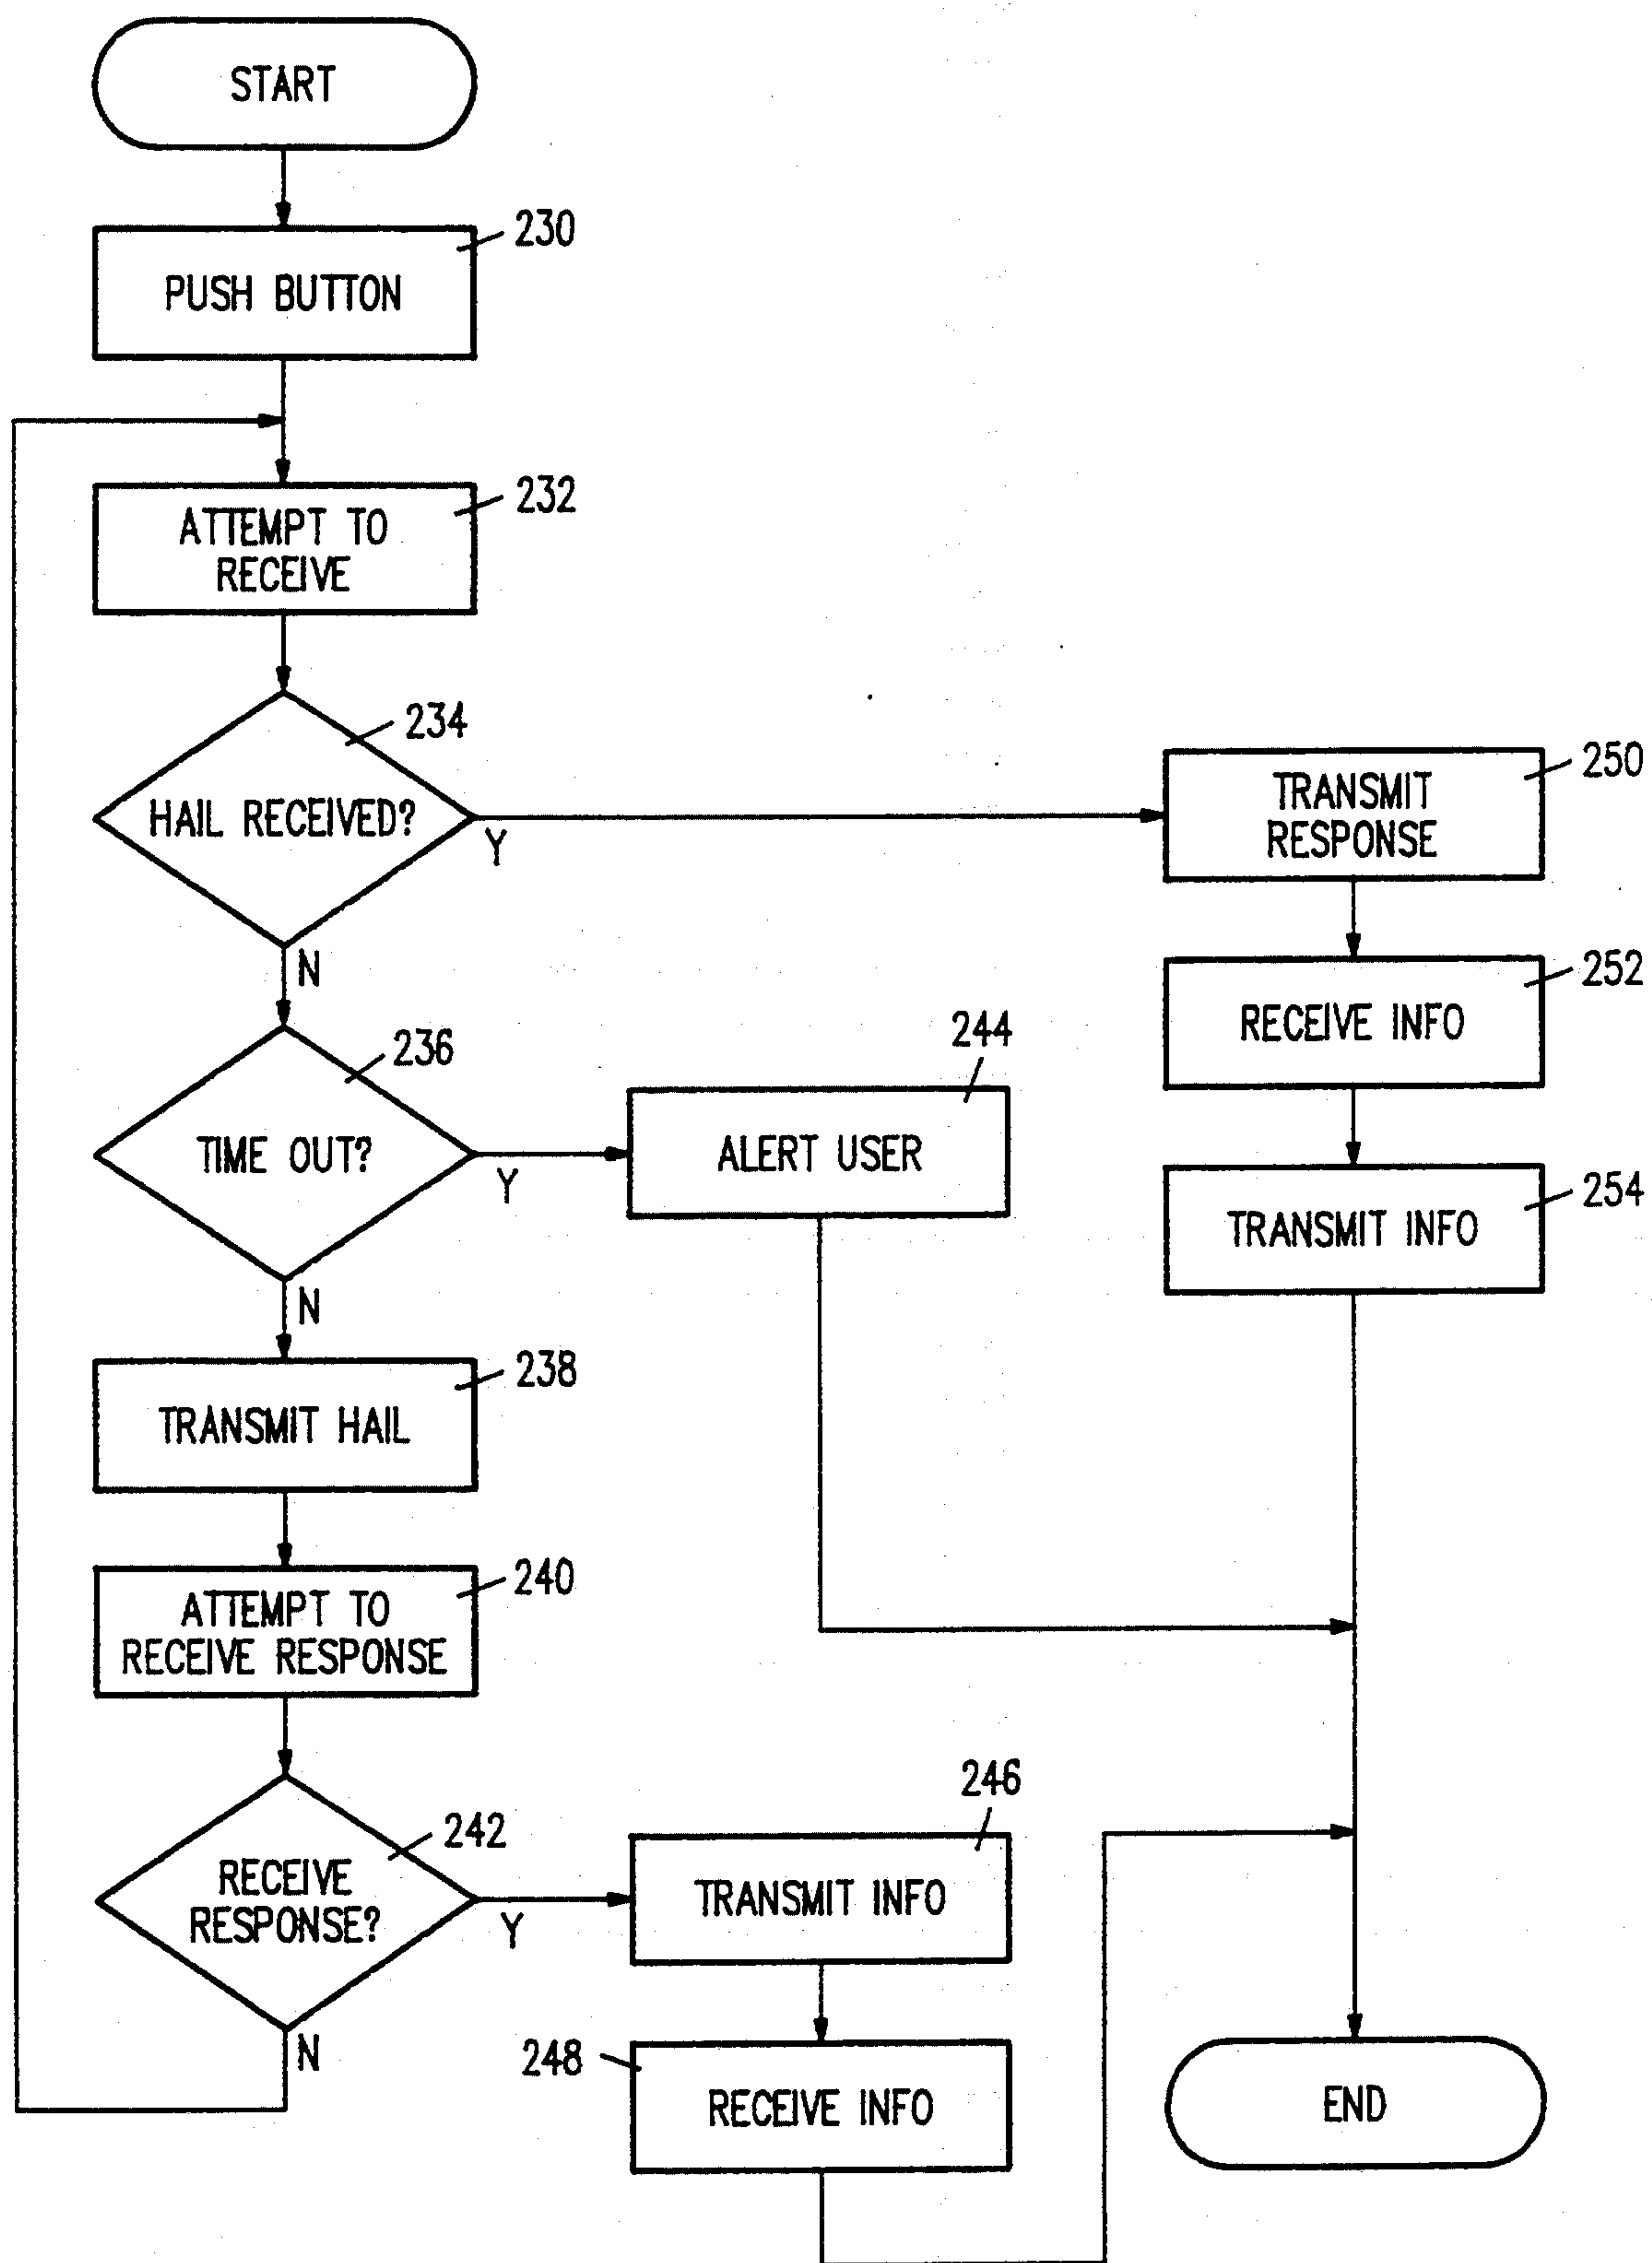 START
230
PUSH BUTTON
232
ATTEMPT TO
RECEIVE
234
HAIL RECEIVED?
Y
N
250
TRANSMIT
RESPONSE
252
RECEIVE INFO
254
TRANSMIT INFO
236
TIME OUT?
Y
N
244
ALERT USER
238
TRANSMIT HAIL
240
ATTEMPT TO
RECEIVE RESPONSE
242
RECEIVE
RESPONSE?
Y
N
246
TRANSMIT INFO
248
RECEIVE INFO
END